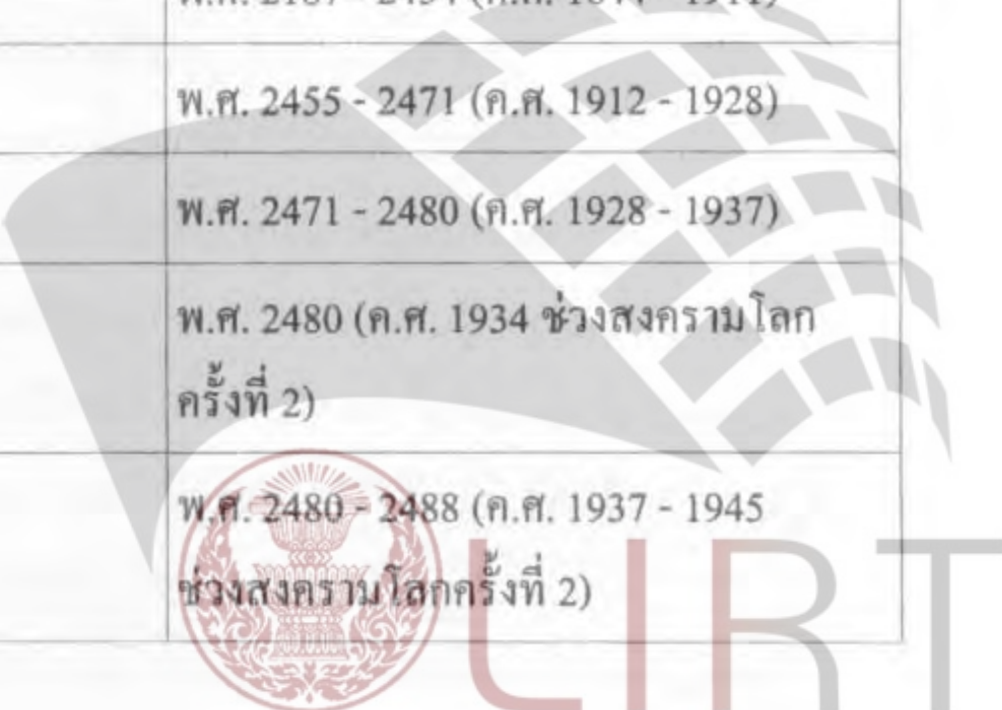 พ.ศ. 2455 - 2471 (ค.ศ. 1912 - 1928)
พ.ศ. 2471 - 2480 (ค.ศ. 1928 - 1937)
พ.ศ. 2480 (ค.ศ. 1934 ช่วงสงครามโลก
ครั้งที่ 2)
พ.ศ. 2480 - 2488 (ค.ศ. 1937 - 1945
ช่วงสงครามโลกครั้งที่ 2)
LIRT